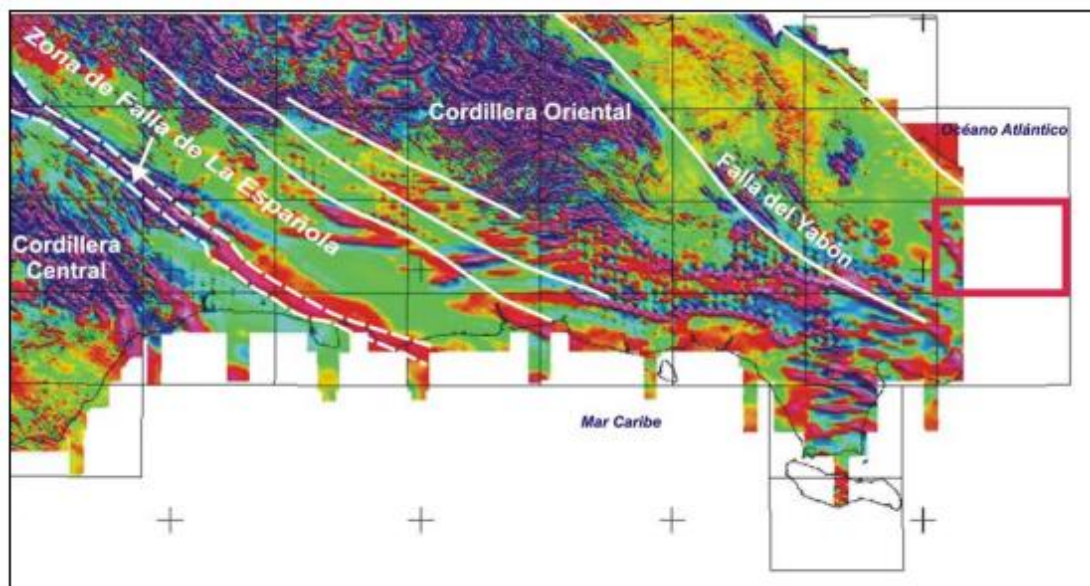 Zona de Falla de La Española
Cordillera Oriental
Océano Atlántico
Falla del Yabón
Cordillera
Central
Mar Caribe